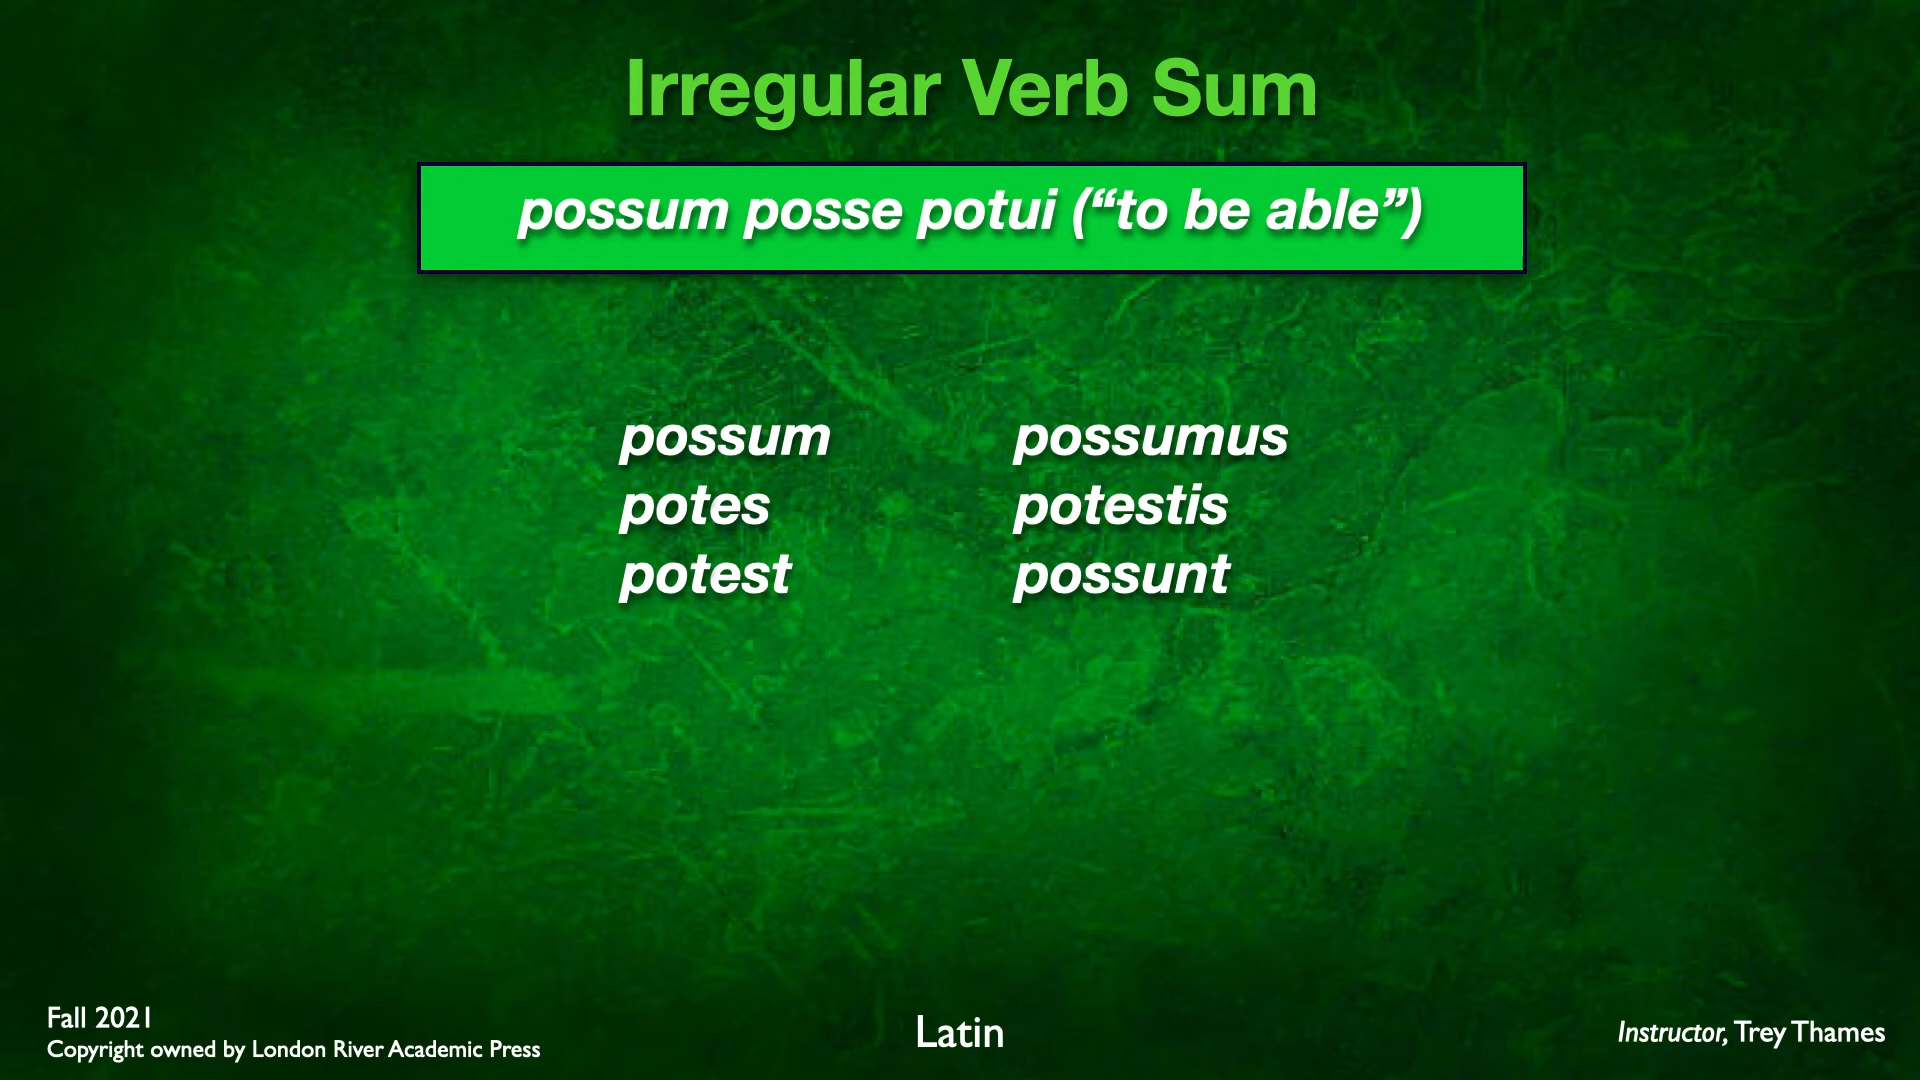 Irregular Verb Sum
possum posse potui (“to be able”)
possum possumus
potes potestis
potest possunt
Fall 2021
Copyright owned by London River Academic Press
Latin
Instructor, Trey Thames